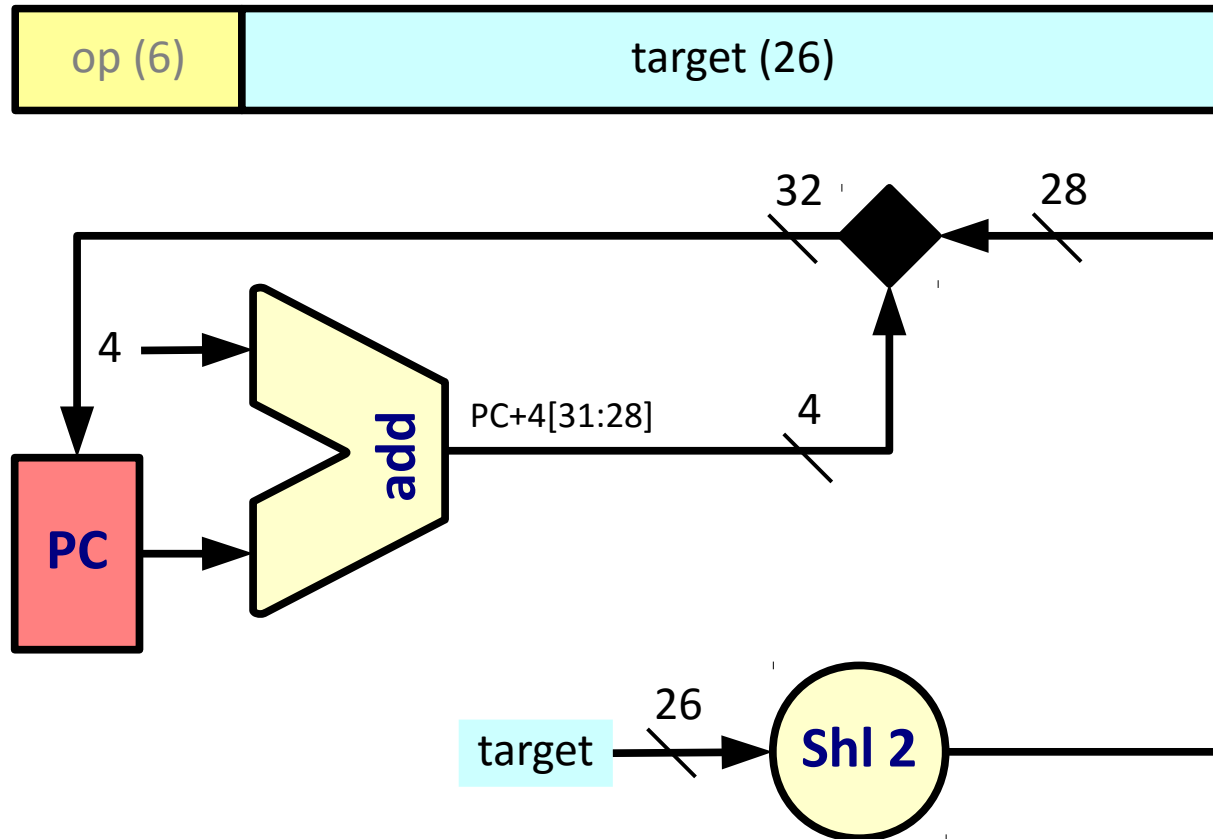 op (6)
target (26)
32
28
4
add
PC+4[31:28]
4
PC
26
target
Shl 2